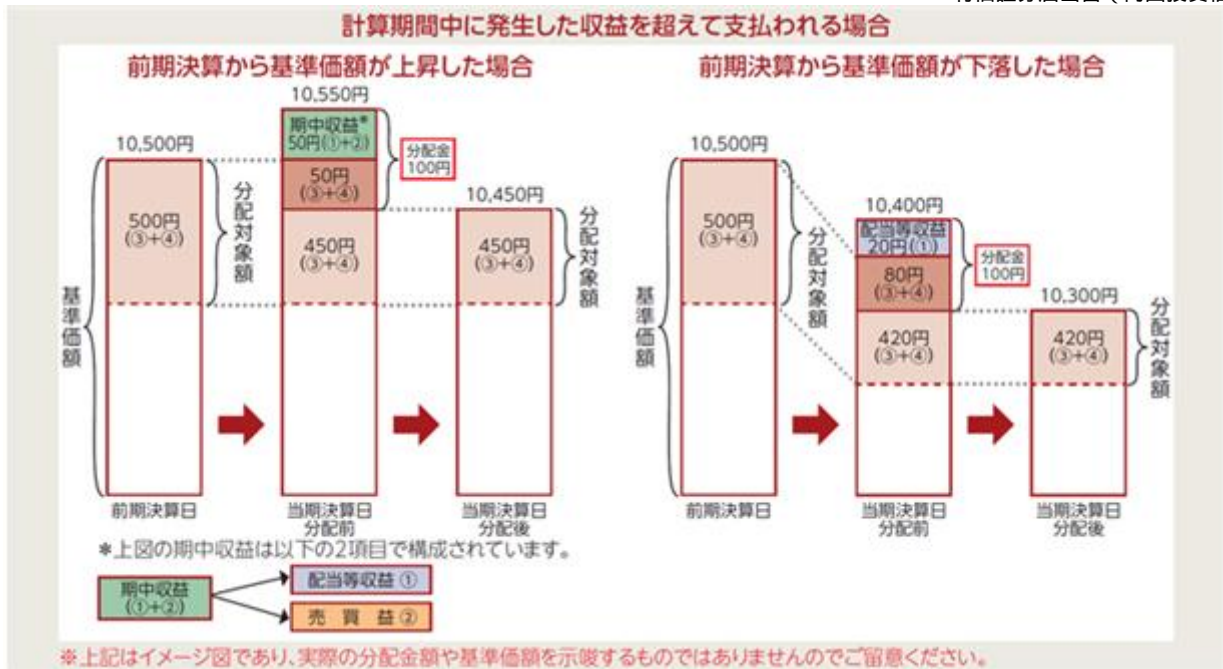 計算期間中に発生した収益を超えて支払われる場合
前期決算から基準価額が上昇した場合
10,500円
500円
(③+④)
分配対象額
基準価額
前期決算日
10,550円
期中収益*
50円(①+②)
50円
(③+④)
450円
(③+④)
分配金
100円
当期決算日
分配前
10,450円
450円
(③+④)
分配対象額
当期決算日
分配後
*上図の期中収益は以下の2項目で構成されています。
期中収益
(①+②)
配当等収益 ①
売 買 益 ②
前期決算から基準価額が下落した場合
10,500円
500円
(③+④)
分配対象額
基準価額
前期決算日
10,400円
配当等収益
20円(①)
80円
(③+④)
420円
(③+④)
分配金
100円
当期決算日
分配前
10,300円
420円
(③+④)
分配対象額
当期決算日
分配後
※上記はイメージ図であり、実際の分配金額や基準価額を示唆するものではありませんのでご留意ください。